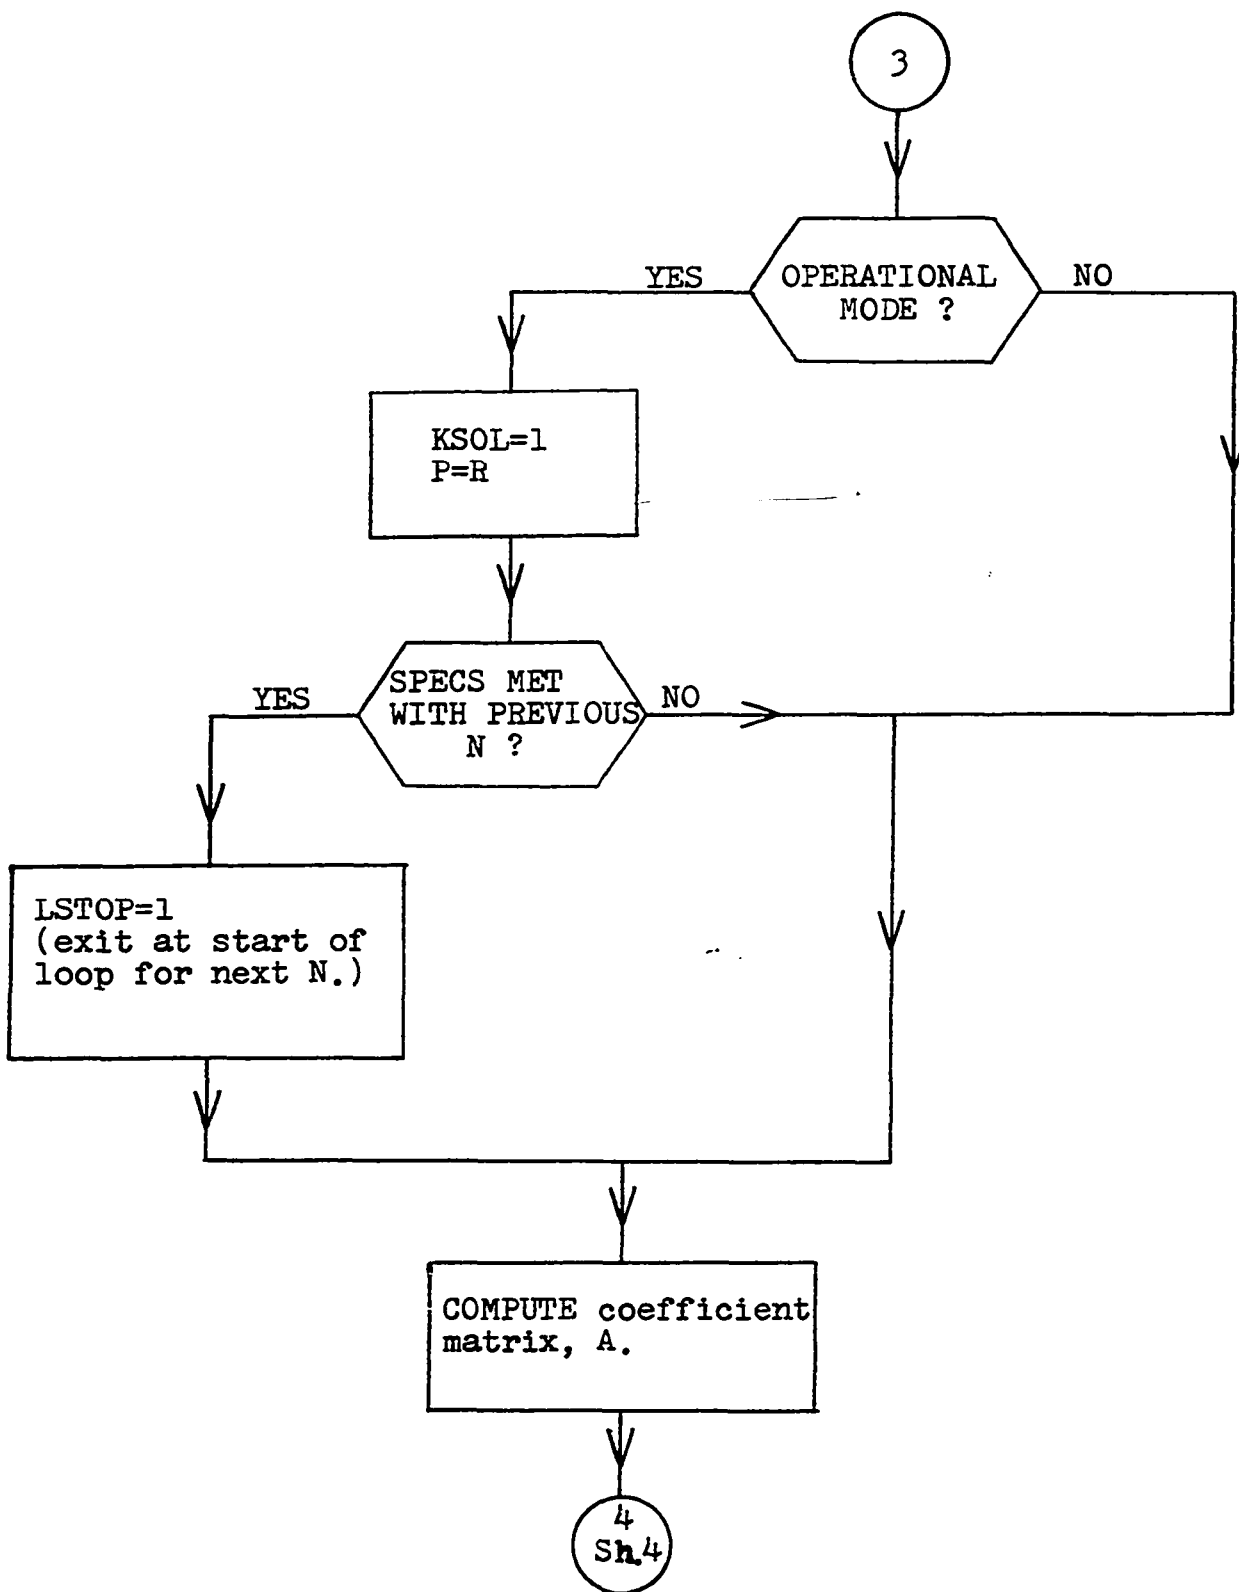 3
OPERATIONAL
MODE ?
YES
NO
KSOL=1
P=R
SPECS MET
WITH PREVIOUS
N ?
YES
NO
LSTOP=1
(exit at start of
loop for next N.)
COMPUTE coefficient
matrix, A.
4
Sh.4